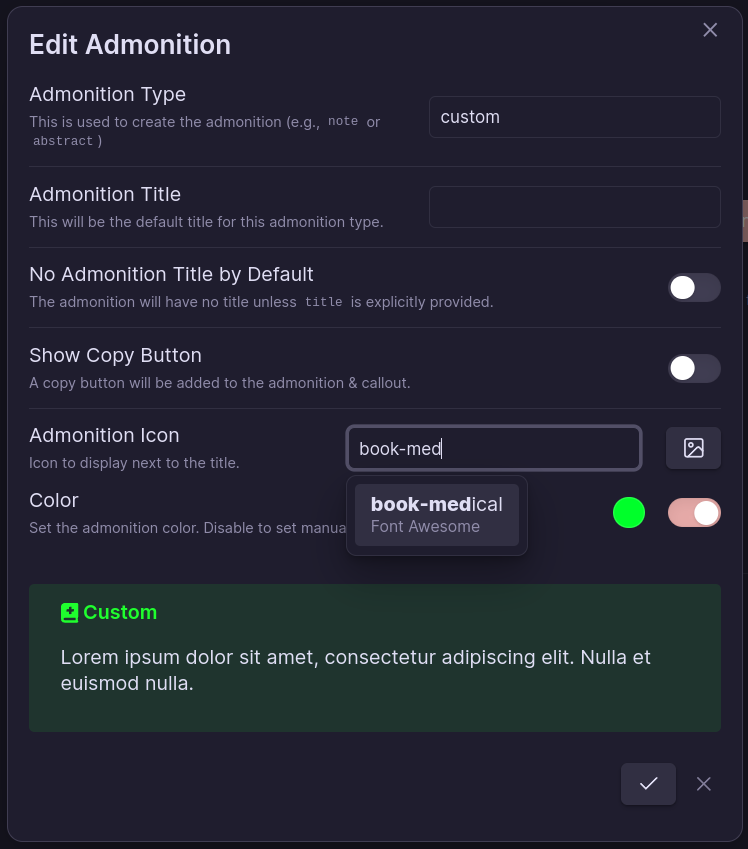 Edit Admonition
Admonition Type
This is used to create the admonition (e.g., note or
abstract )
custom
Admonition Title
This will be the default title for this admonition type.
No Admonition Title by Default
The admonition will have no title unless title is explicitly provided.
Show Copy Button
A copy button will be added to the admonition & callout.
Admonition Icon
Icon to display next to the title.
book-med
book-medical
Font Awesome
Color
Set the admonition color. Disable to set manua
Custom
Lorem ipsum dolor sit amet, consectetur adipiscing elit. Nulla et
euismod nulla.